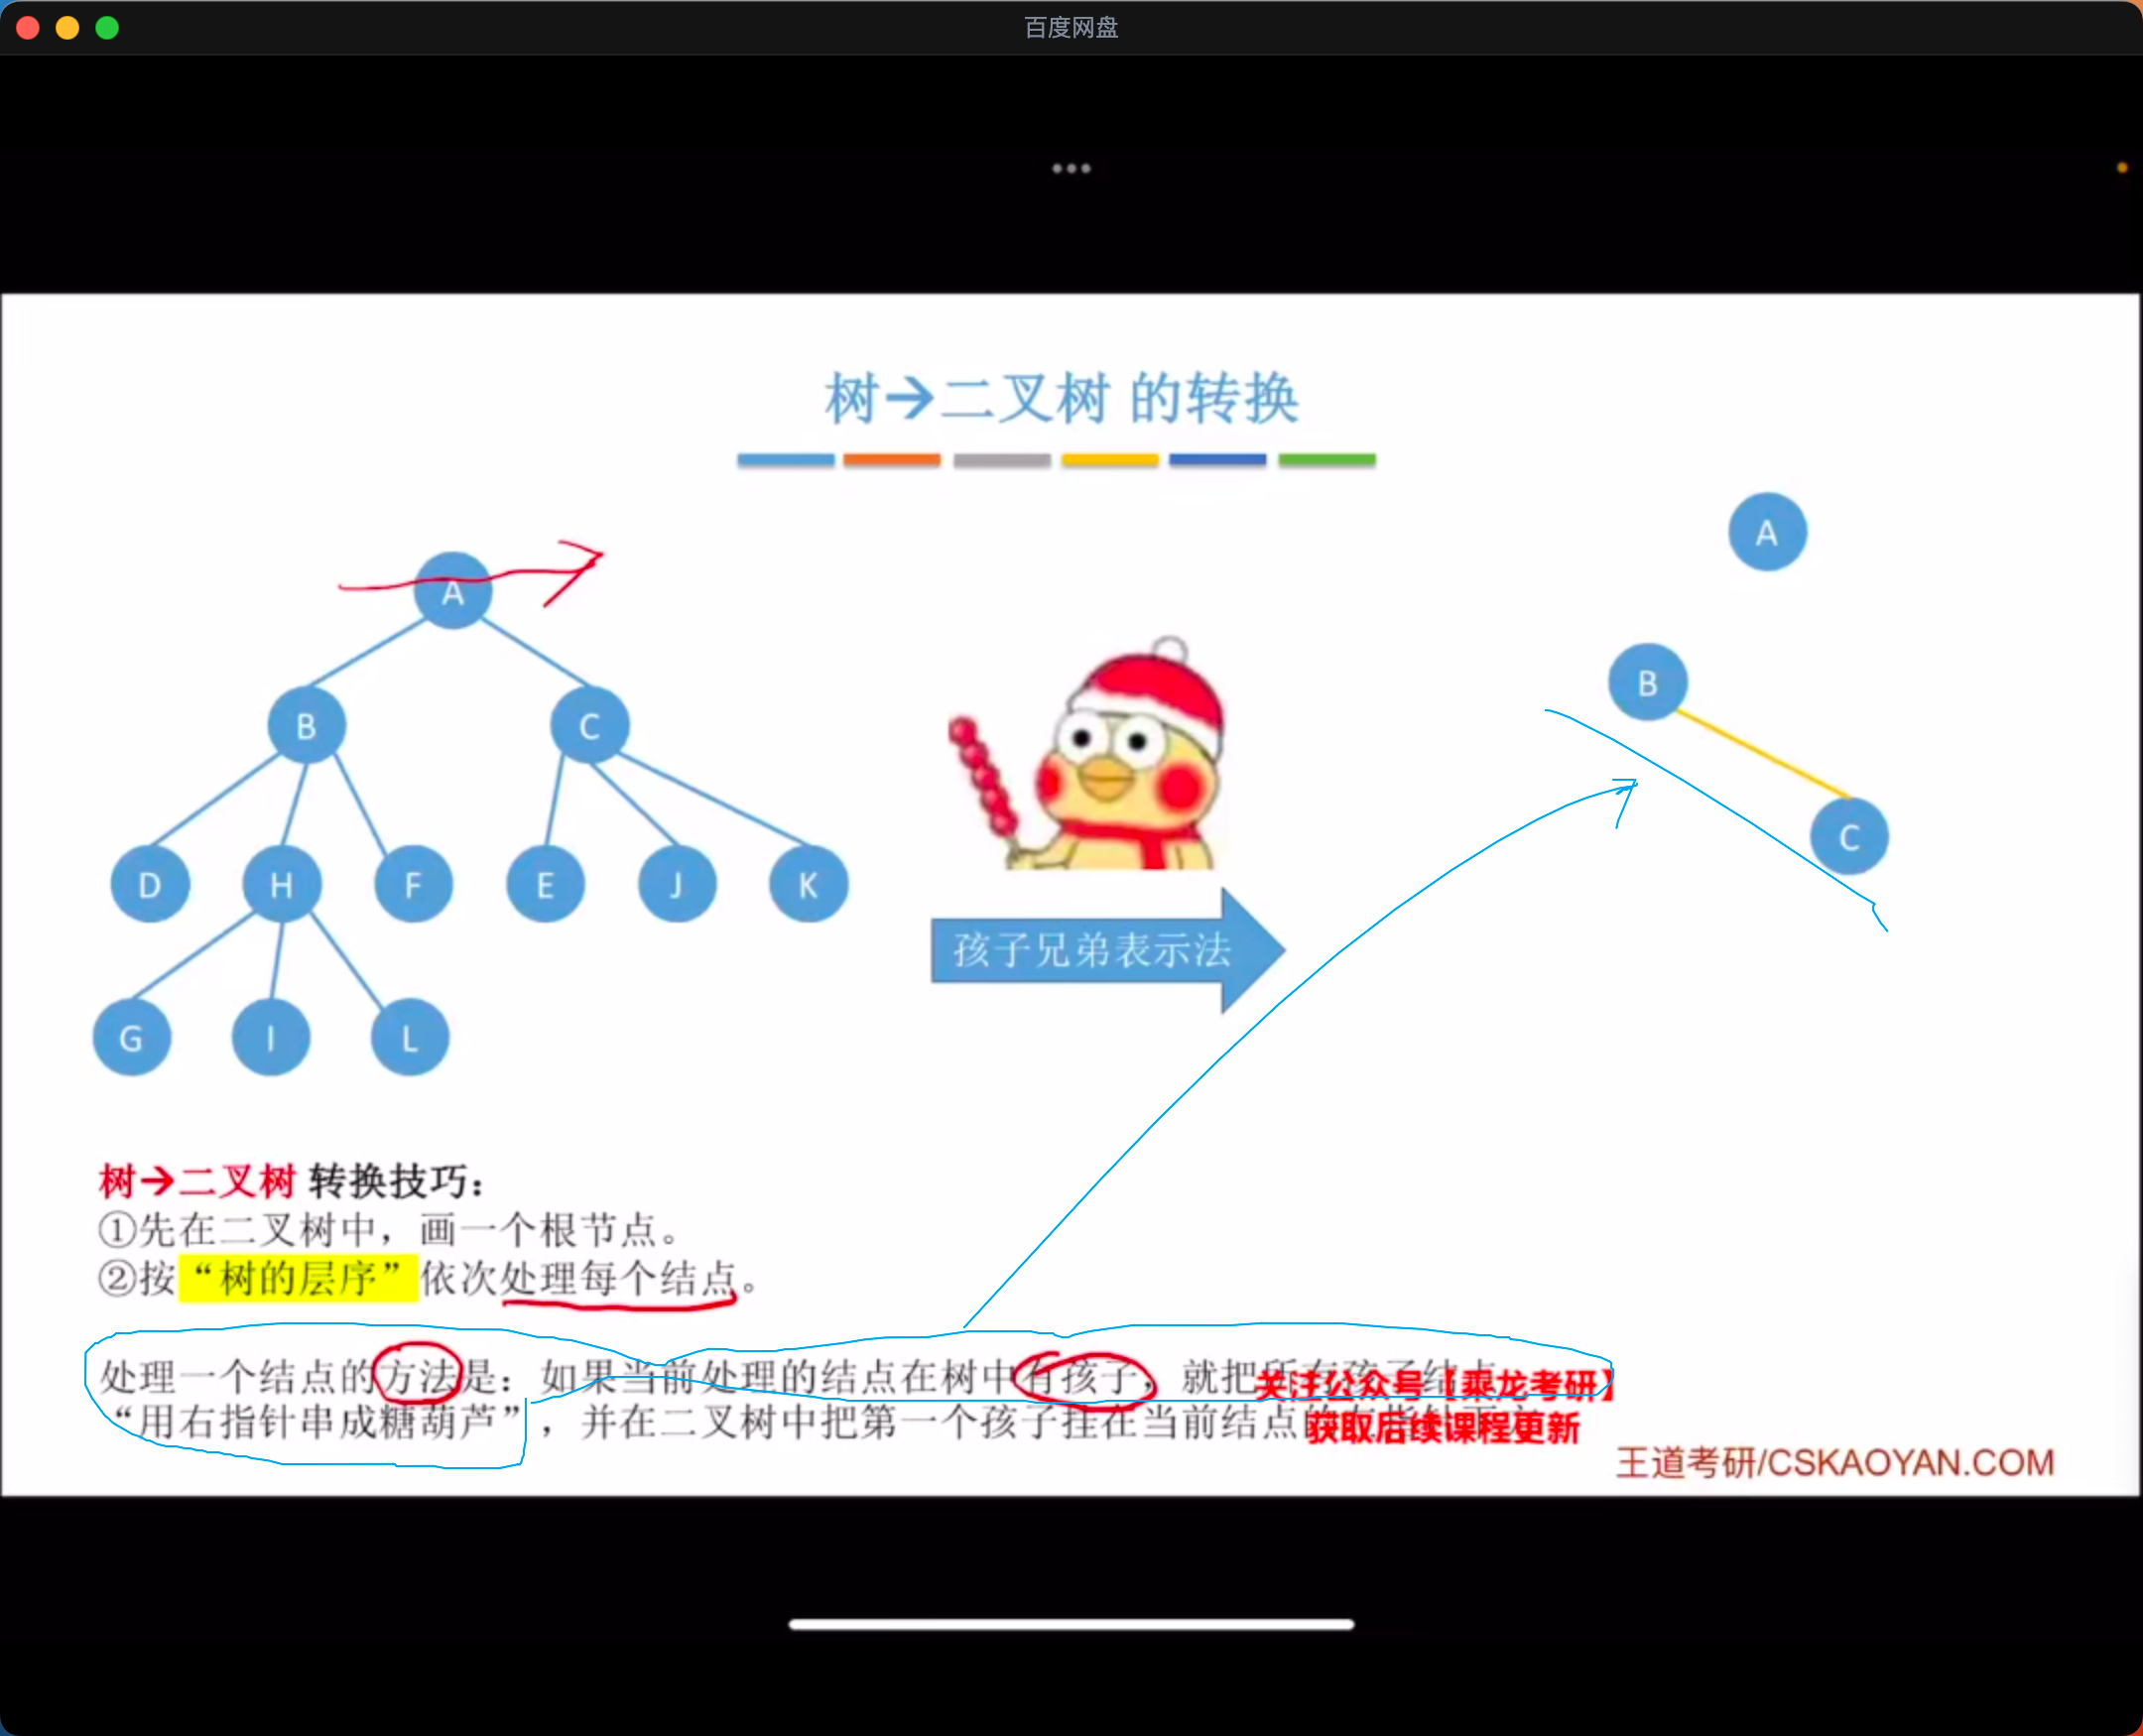 百度网盘
树→二叉树 的转换
A
A
B
B
C
C
D
H
F
E
J
K
孩子兄弟表示法
G
I
L
树→二叉树 转换技巧：
①先在二叉树中，画一个根节点。
②按“树的层序”依次处理每个结点。
处理一个结点的方法是：如果当前处理的结点在树中有孩子，就把所有孩子结点
“用右指针串成糖葫芦”，并在二叉树中把第一个孩子挂在当前结点的
关注公众号【乘龙考研】
获取后续课程更新
王道考研/CSKAOYAN.COM